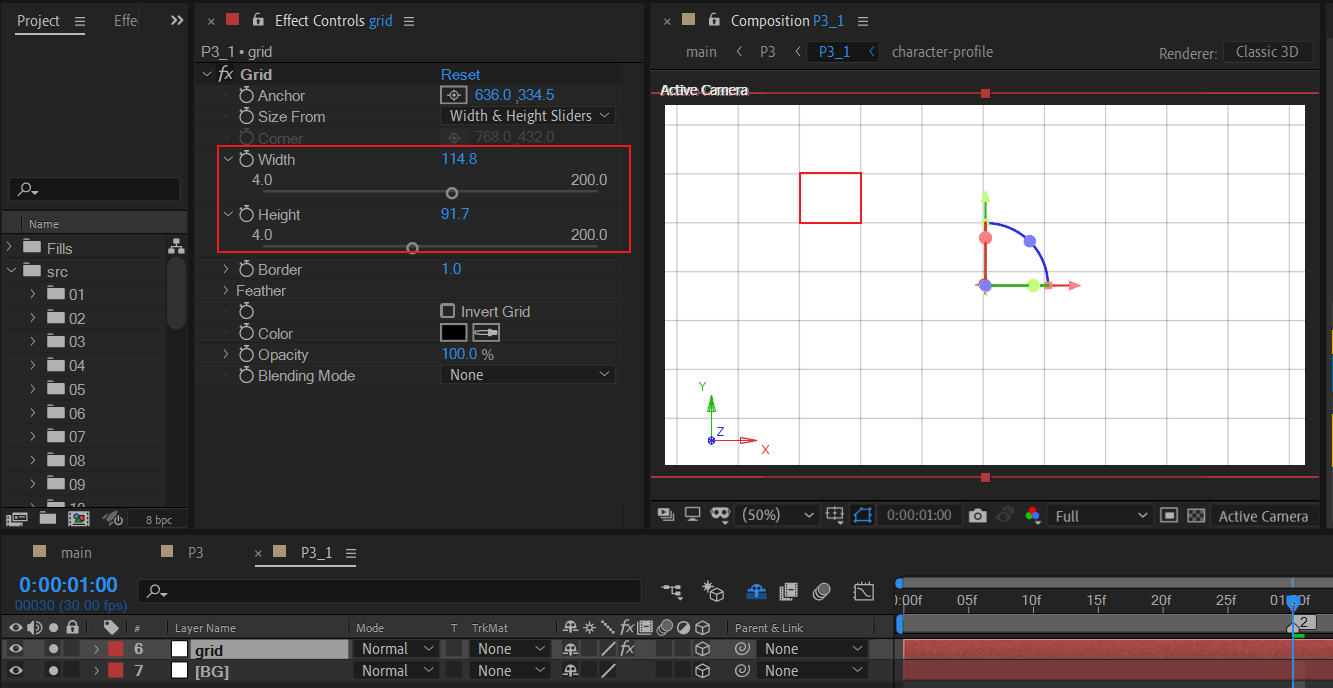 Project
Effe
Effect Controls grid
Composition P3_1
P3_1 • grid
main
P3
P3_1
character-profile
Renderer:
Classic 3D
fx Grid
Reset
Anchor
636.0 ,334.5
Size From
Width & Height Sliders
Corner
768.0 ,432.0
Width
114.8
4.0
200.0
Height
91.7
4.0
200.0
Border
1.0
Feather
Invert Grid
Color
Opacity
100.0 %
Blending Mode
None
Active Camera
Y
Z
X
Name
Fills
src
01
02
03
04
05
06
07
08
09
8 bpc
(50%)
0:00:01:00
Full
Active Camera
main
P3
P3_1
0:00:01:00
00030 (30.00 fps)
:00f
05f
10f
15f
20f
25f
2
#
Layer Name
Mode
T
TrkMat
fx
Parent & Link
6
grid
Normal
None
fx
None
7
[BG]
Normal
None
None